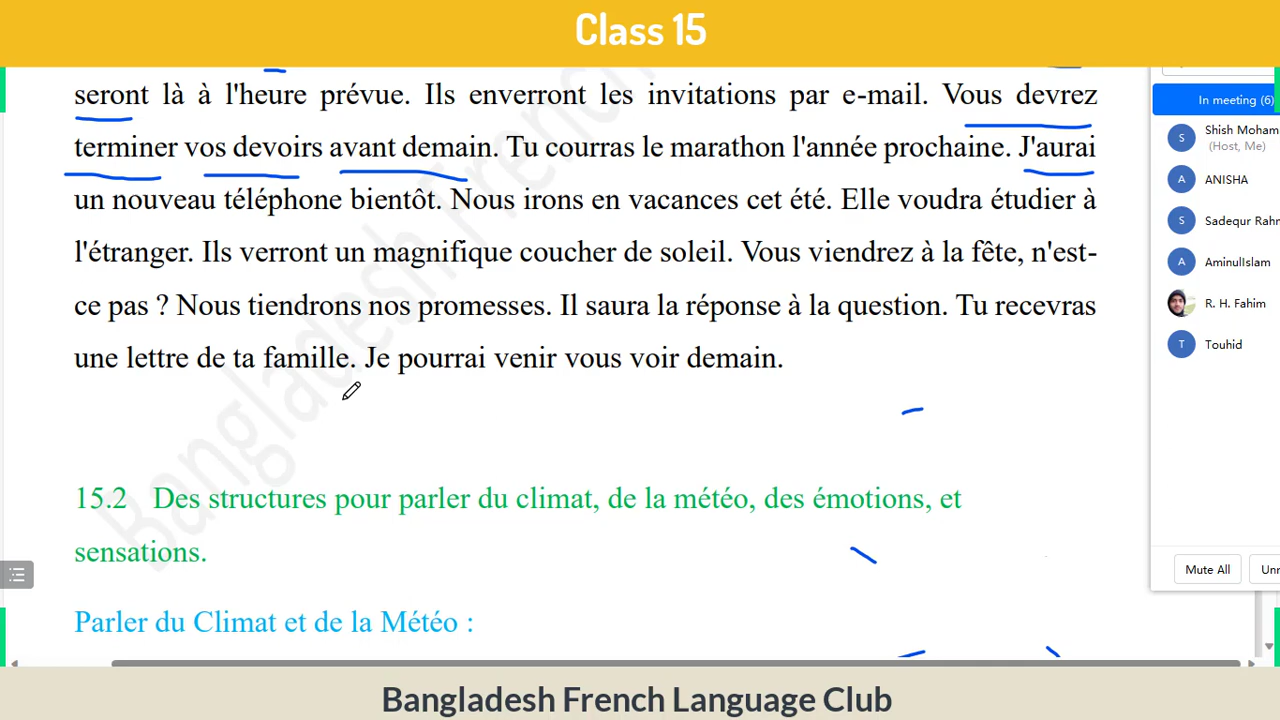 Class 15
seront là à l'heure prévue. Ils enverront les invitations par e-mail. Vous devrez
terminer vos devoirs avant demain. Tu courras le marathon l'année prochaine. J'aurai
un nouveau téléphone bientôt. Nous irons en vacances cet été. Elle voudra étudier à
l'étranger. Ils verront un magnifique coucher de soleil. Vous viendrez à la fête, n'est-
ce pas ? Nous tiendrons nos promesses. Il saura la réponse à la question. Tu recevras
une lettre de ta famille. Je pourrai venir vous voir demain.
15.2 Des structures pour parler du climat, de la météo, des émotions, et
sensations.
Parler du Climat et de la Météo :
Bangladesh French
In meeting (6)
S Shish Moham
(Host, Me)
A ANISHA
S Sadequr Rahr
A AminulIslam
R. H. Fahim
T Touhid
Mute All
Unr
Bangladesh French Language Club